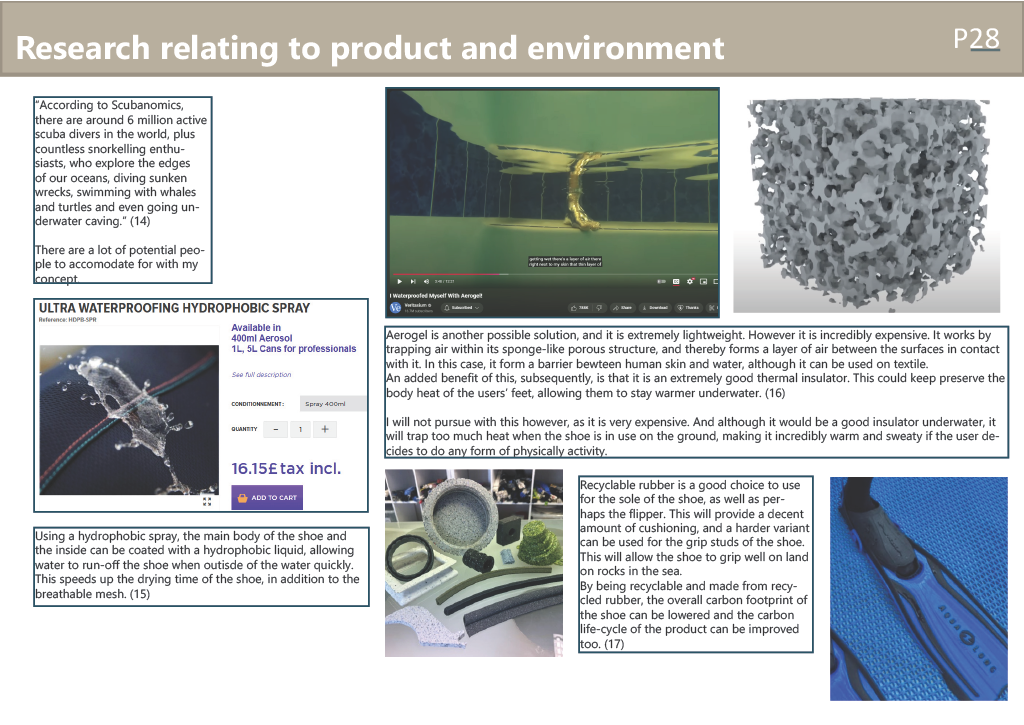 Research relating to product and environment
P28
“According to Scubanomics,
there are around 6 million active
scuba divers in the world, plus
countless snorkelling enthu-
siasts, who explore the edges
of our oceans, diving sunken
wrecks, swimming with whales
and turtles and even going un-
derwater caving.” (14)
There are a lot of potential peo-
ple to accomodate for with my
concept.
ULTRA WATERPROOFING HYDROPHOBIC SPRAY
Reference: HDPB-SPR
Available in
400ml Aerosol
1L, 5L Cans for professionals
See full description
CONDITIONNEMENT:
Spray 400ml
QUANTITY
−
1
+
16.15£tax incl.
ADD TO CART
Using a hydrophobic spray, the main body of the shoe and
the inside can be coated with a hydrophobic liquid, allowing
water to run-off the shoe when outisde of the water quickly.
This speeds up the drying time of the shoe, in addition to the
breathable mesh. (15)
getting wet there's a layer of air there
right next to my skin that thin layer of
I Waterproofed Myself With Aerogel!
Veritasium
Subscribed
Share
Download
Thanks
Aerogel is another possible solution, and it is extremely lightweight. However it is incredibly expensive. It works by
trapping air within its sponge-like porous structure, and thereby forms a layer of air between the surfaces in contact
with it. In this case, it form a barrier bewteen human skin and water, although it can be used on textile.
An added benefit of this, subsequently, is that it is an extremely good thermal insulator. This could keep preserve the
body heat of the users’ feet, allowing them to stay warmer underwater. (16)
I will not pursue with this however, as it is very expensive. And although it would be a good insulator underwater, it
will trap too much heat when the shoe is in use on the ground, making it incredibly warm and sweaty if the user de-
cides to do any form of physically activity.
Recyclable rubber is a good choice to use
for the sole of the shoe, as well as per-
haps the flipper. This will provide a decent
amount of cushioning, and a harder variant
can be used for the grip studs of the shoe.
This will allow the shoe to grip well on land
on rocks in the sea.
By being recyclable and made from recy-
cled rubber, the overall carbon footprint of
the shoe can be lowered and the carbon
life-cycle of the product can be improved
too. (17)
AQUA LUNG